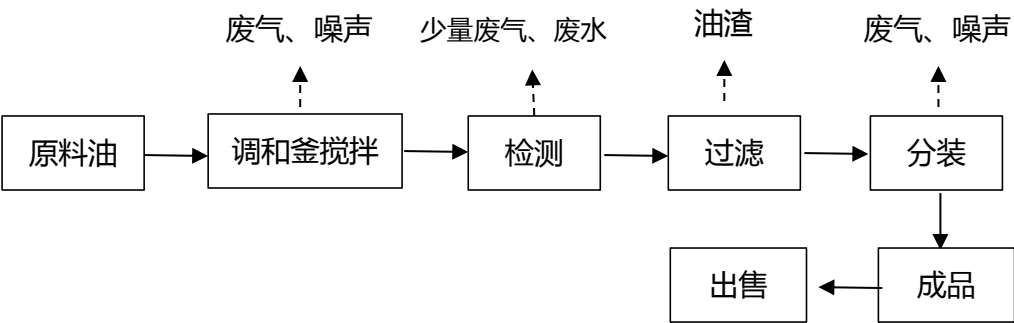 废气、噪声
少量废气、废水
油渣
废气、噪声
原料油
调和釜搅拌
检测
过滤
分装
出售
成品